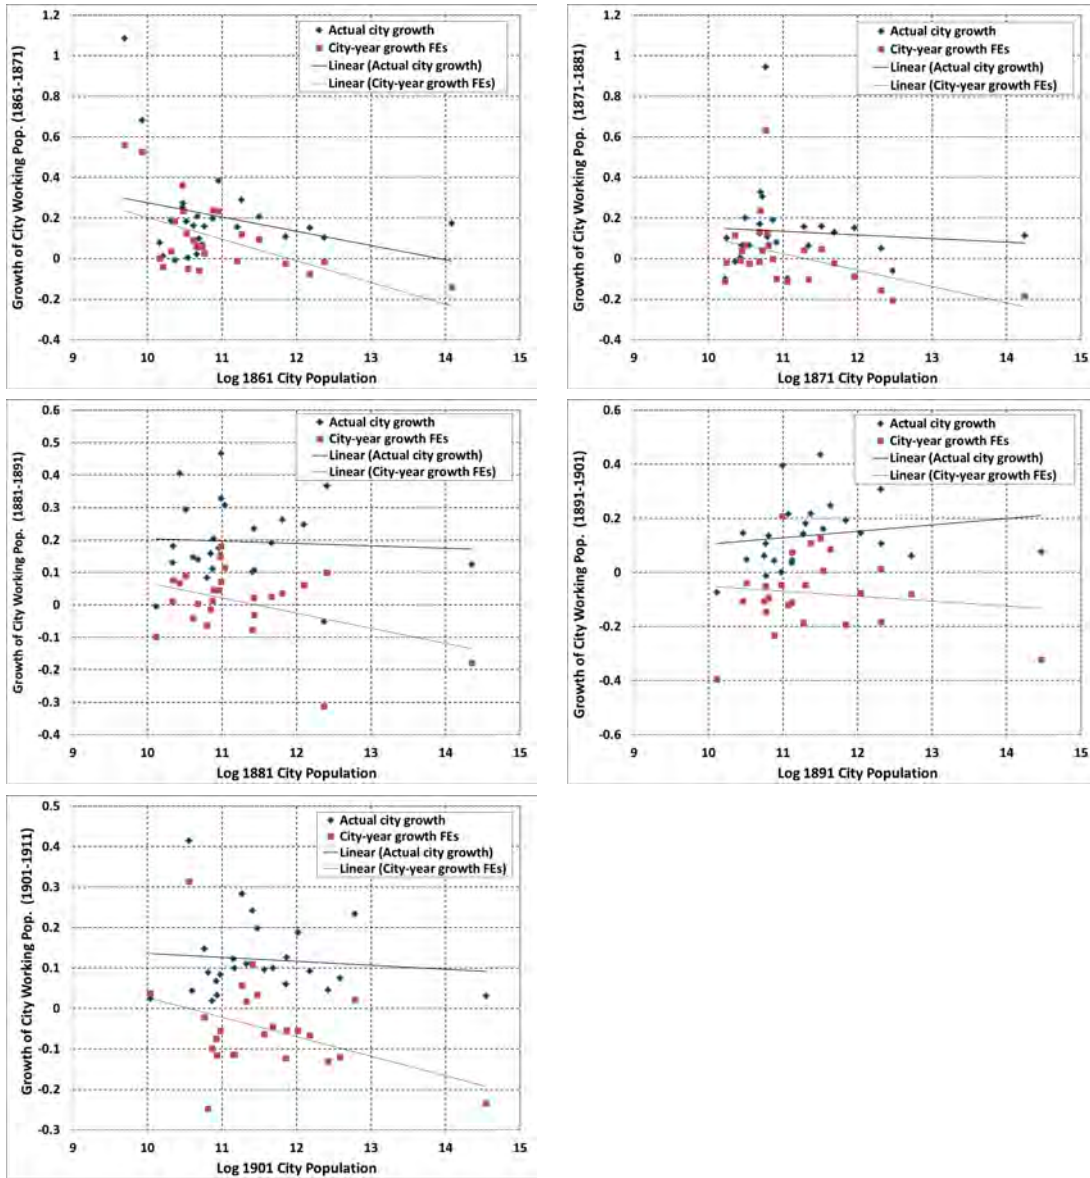 Growth of City Working Pop. (1861-1871)
1.2
1
0.8
0.6
0.4
0.2
0
-0.2
-0.4
Actual city growth
City-year growth FEs
Linear (Actual city growth)
Linear (City-year growth FEs)
9 10 11 12 13 14 15
Log 1861 City Population
Growth of City Working Pop. (1871-1881)
1.2
1
0.8
0.6
0.4
0.2
0
-0.2
-0.4
Actual city growth
City-year growth FEs
Linear (Actual city growth)
Linear (City-year growth FEs)
9 10 11 12 13 14 15
Log 1871 City Population
Growth of City Working Pop. (1881-1891)
0.6
0.5
0.4
0.3
0.2
0.1
0
-0.1
-0.2
-0.3
-0.4
Actual city growth
City-year growth FEs
Linear (Actual city growth)
Linear (City-year growth FEs)
9 10 11 12 13 14 15
Log 1881 City Population
Growth of City Working Pop. (1891-1901)
0.6
0.4
0.2
0
-0.2
-0.4
-0.6
Actual city growth
City-year growth FEs
Linear (Actual city growth)
Linear (City-year growth FEs)
9 10 11 12 13 14 15
Log 1891 City Population
Growth of City Working Pop. (1901-1911)
0.5
0.4
0.3
0.2
0.1
0
-0.1
-0.2
-0.3
Actual city growth
City-year growth FEs
Linear (Actual city growth)
Linear (City-year growth FEs)
9 10 11 12 13 14 15
Log 1901 City Population